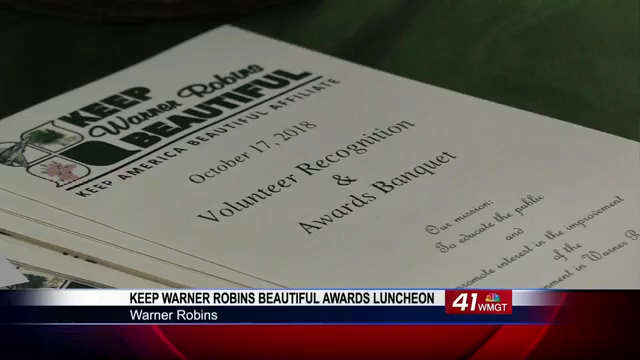 KEEP
Warner Robins
BEAUTIFUL
KEEP AMERICA BEAUTIFUL AFFILIATE
October 17, 2018
Volunteer Recognition
&
Awards Banquet
Our mission:
To educate the public
and
promote interest in the improvement
of the
in Warner
KEEP WARNER ROBINS BEAUTIFUL AWARDS LUNCHEON
Warner Robins
41 WMGT